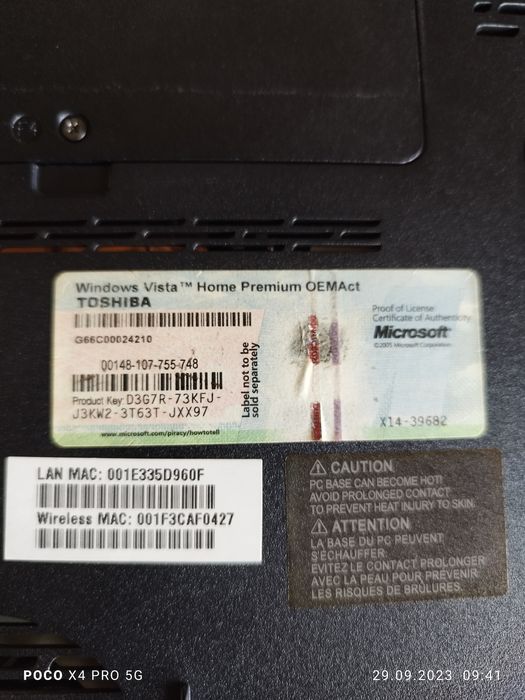 Windows Vista™ Home Premium OEMAct
TOSHIBA
Proof of License
Certificate of Authenticity
Microsoft®
©2005 Microsoft Corporation
G66C00024210
00148-107-755-748
Product Key: D3G7R-73KFJ-
J3KW2-3T63T-JXX97
Label not to be
sold separately
X14-39682
www.microsoft.com/piracy/howtotell
LAN MAC: 001E335D960F
Wireless MAC: 001F3CAF0427
CAUTION
PC BASE CAN BECOME HOT!
AVOID PROLONGED CONTACT
TO PREVENT HEAT INJURY TO SKIN.
ATTENTION
LA BASE DU PC PEUVENT
S'ÉCHAUFFER.
ÉVITEZ LE CONTACT PROLONGER
AVEC LA PEAU POUR PRÉVENIR
LES RISQUES DE BRÛLURES.
POCO X4 PRO 5G
29.09.2023 09:41